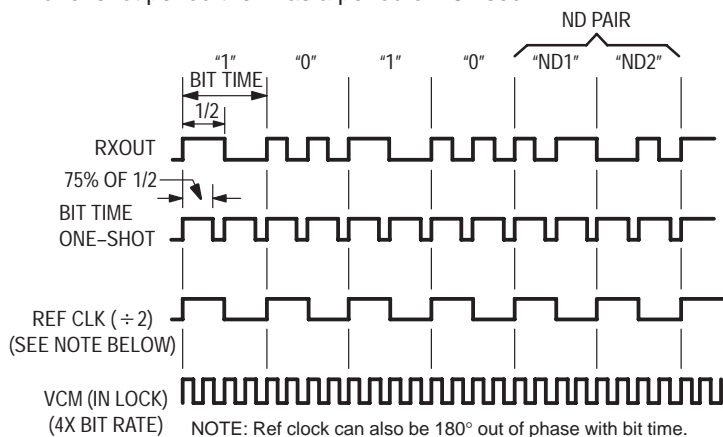 ND PAIR
"1" "0" "1" "0" "ND1" "ND2"
BIT TIME
1/2
RXOUT
75% OF 1/2
BIT TIME
ONE–SHOT
REF CLK (÷2)
(SEE NOTE BELOW)
VCM (IN LOCK)
(4X BIT RATE)
NOTE: Ref clock can also be 180° out of phase with bit time.